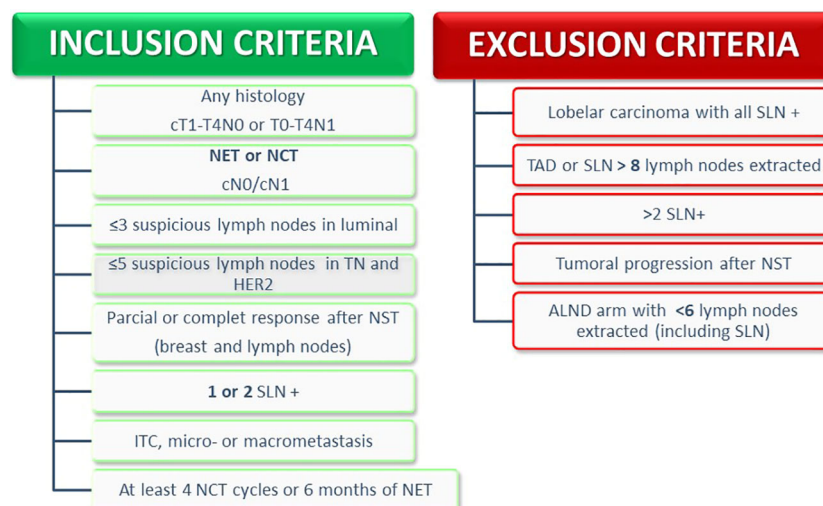 INCLUSION CRITERIA
Any histology
cT1-T4N0 or T0-T4N1
NET or NCT
cN0/cN1
≤3 suspicious lymph nodes in luminal
≤5 suspicious lymph nodes in TN and
HER2
Parcial or complet response after NST
(breast and lymph nodes)
1 or 2 SLN +
ITC, micro- or macrometastasis
At least 4 NCT cycles or 6 months of NET
EXCLUSION CRITERIA
Lobelar carcinoma with all SLN +
TAD or SLN > 8 lymph nodes extracted
>2 SLN+
Tumoral progression after NST
ALND arm with <6 lymph nodes
extracted (including SLN)